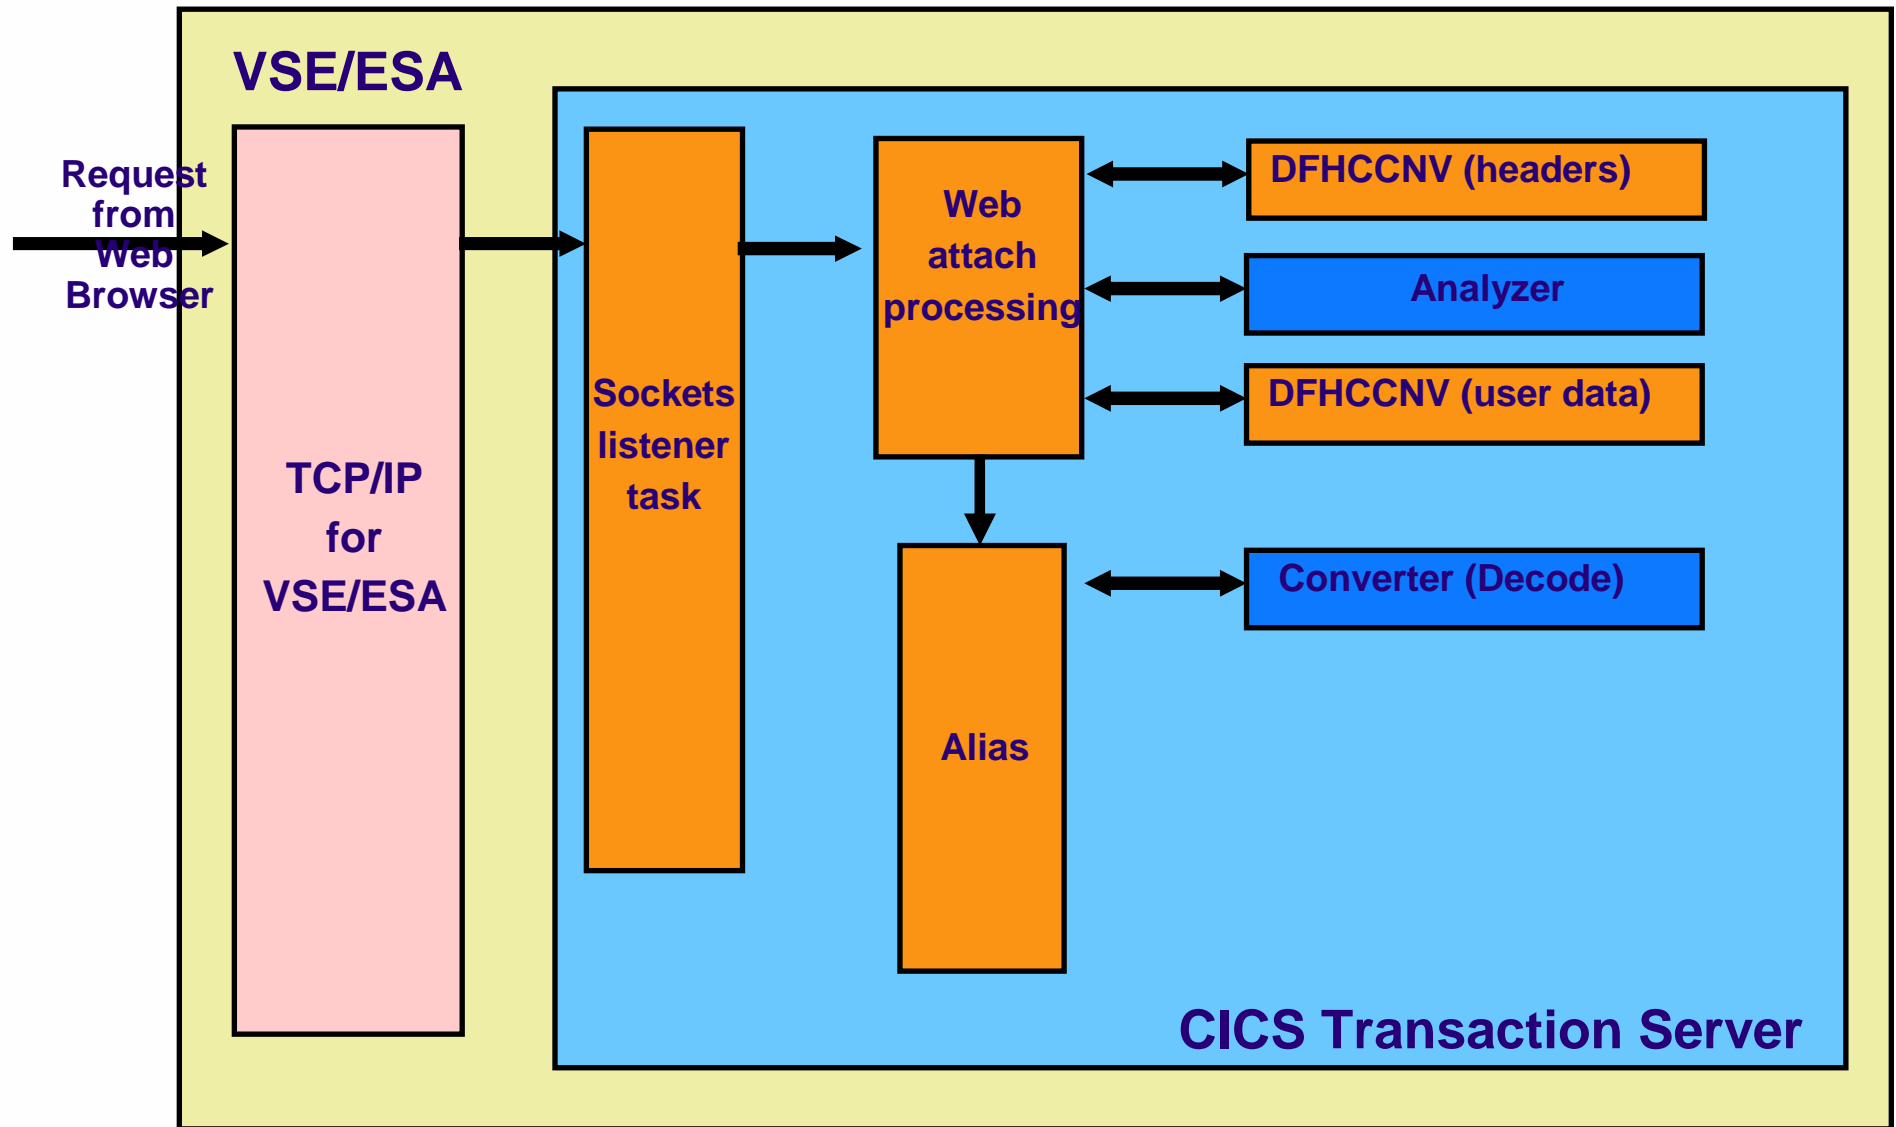 VSE/ESA
Request
from
Web
Browser
TCP/IP
for
VSE/ESA
Sockets
listener
task
Web
attach
processing
DFHCCNV (headers)
Analyzer
DFHCCNV (user data)
Alias
Converter (Decode)
CICS Transaction Server